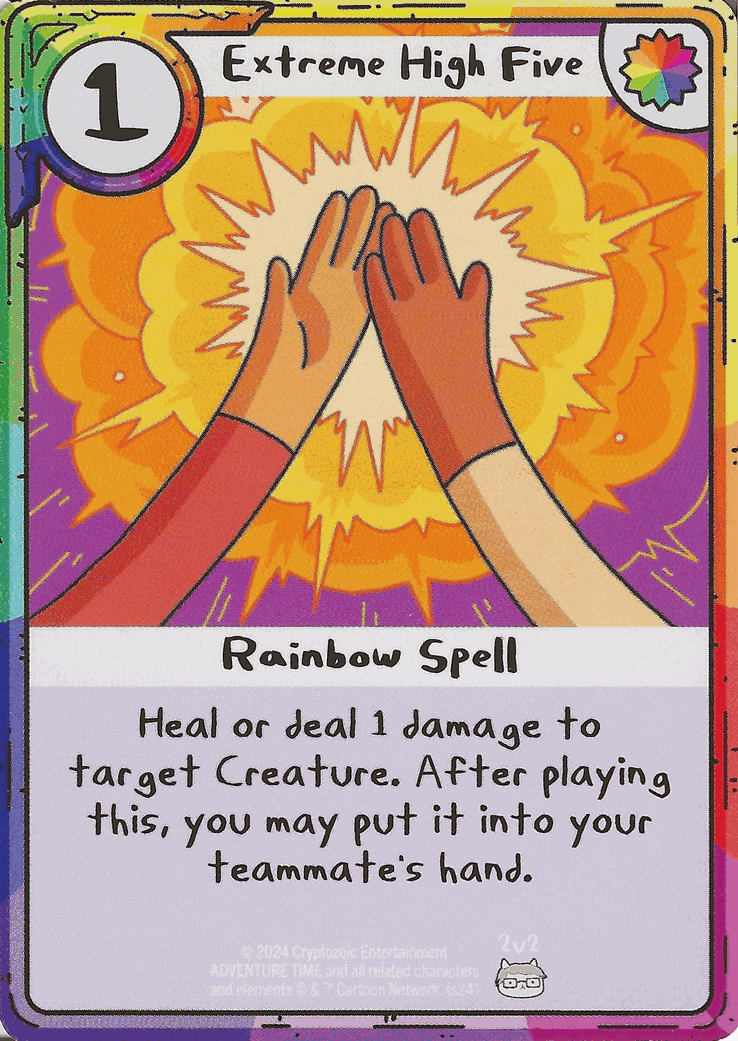 1
Extreme High Five
Rainbow Spell
Heal or deal 1 damage to
target Creature. After playing
this, you may put it into your
teammate's hand.
2v2
© 2024 Cryptozoic Entertainment
ADVENTURE TIME and all related characters
and elements © & ™ Cartoon Network. (s24)